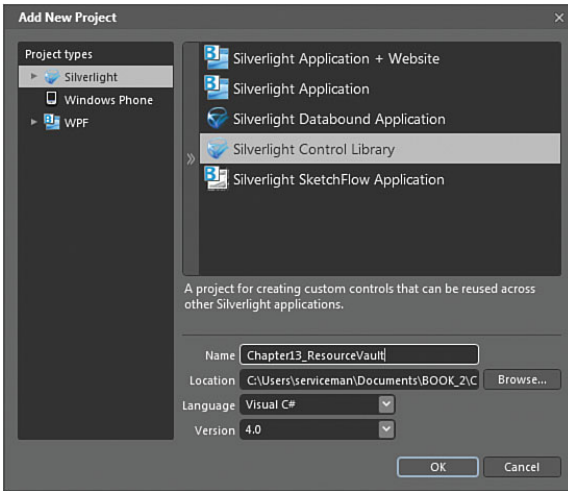 Add New Project
Project types
Silverlight
Windows Phone
WPF
Silverlight Application + Website
Silverlight Application
Silverlight Databound Application
Silverlight Control Library
Silverlight SketchFlow Application
A project for creating custom controls that can be reused across
other Silverlight applications.
Name Chapter13_ResourceVault
Location C:\Users\serviceman\Documents\BOOK_2\C Browse...
Language Visual C#
Version 4.0
OK Cancel